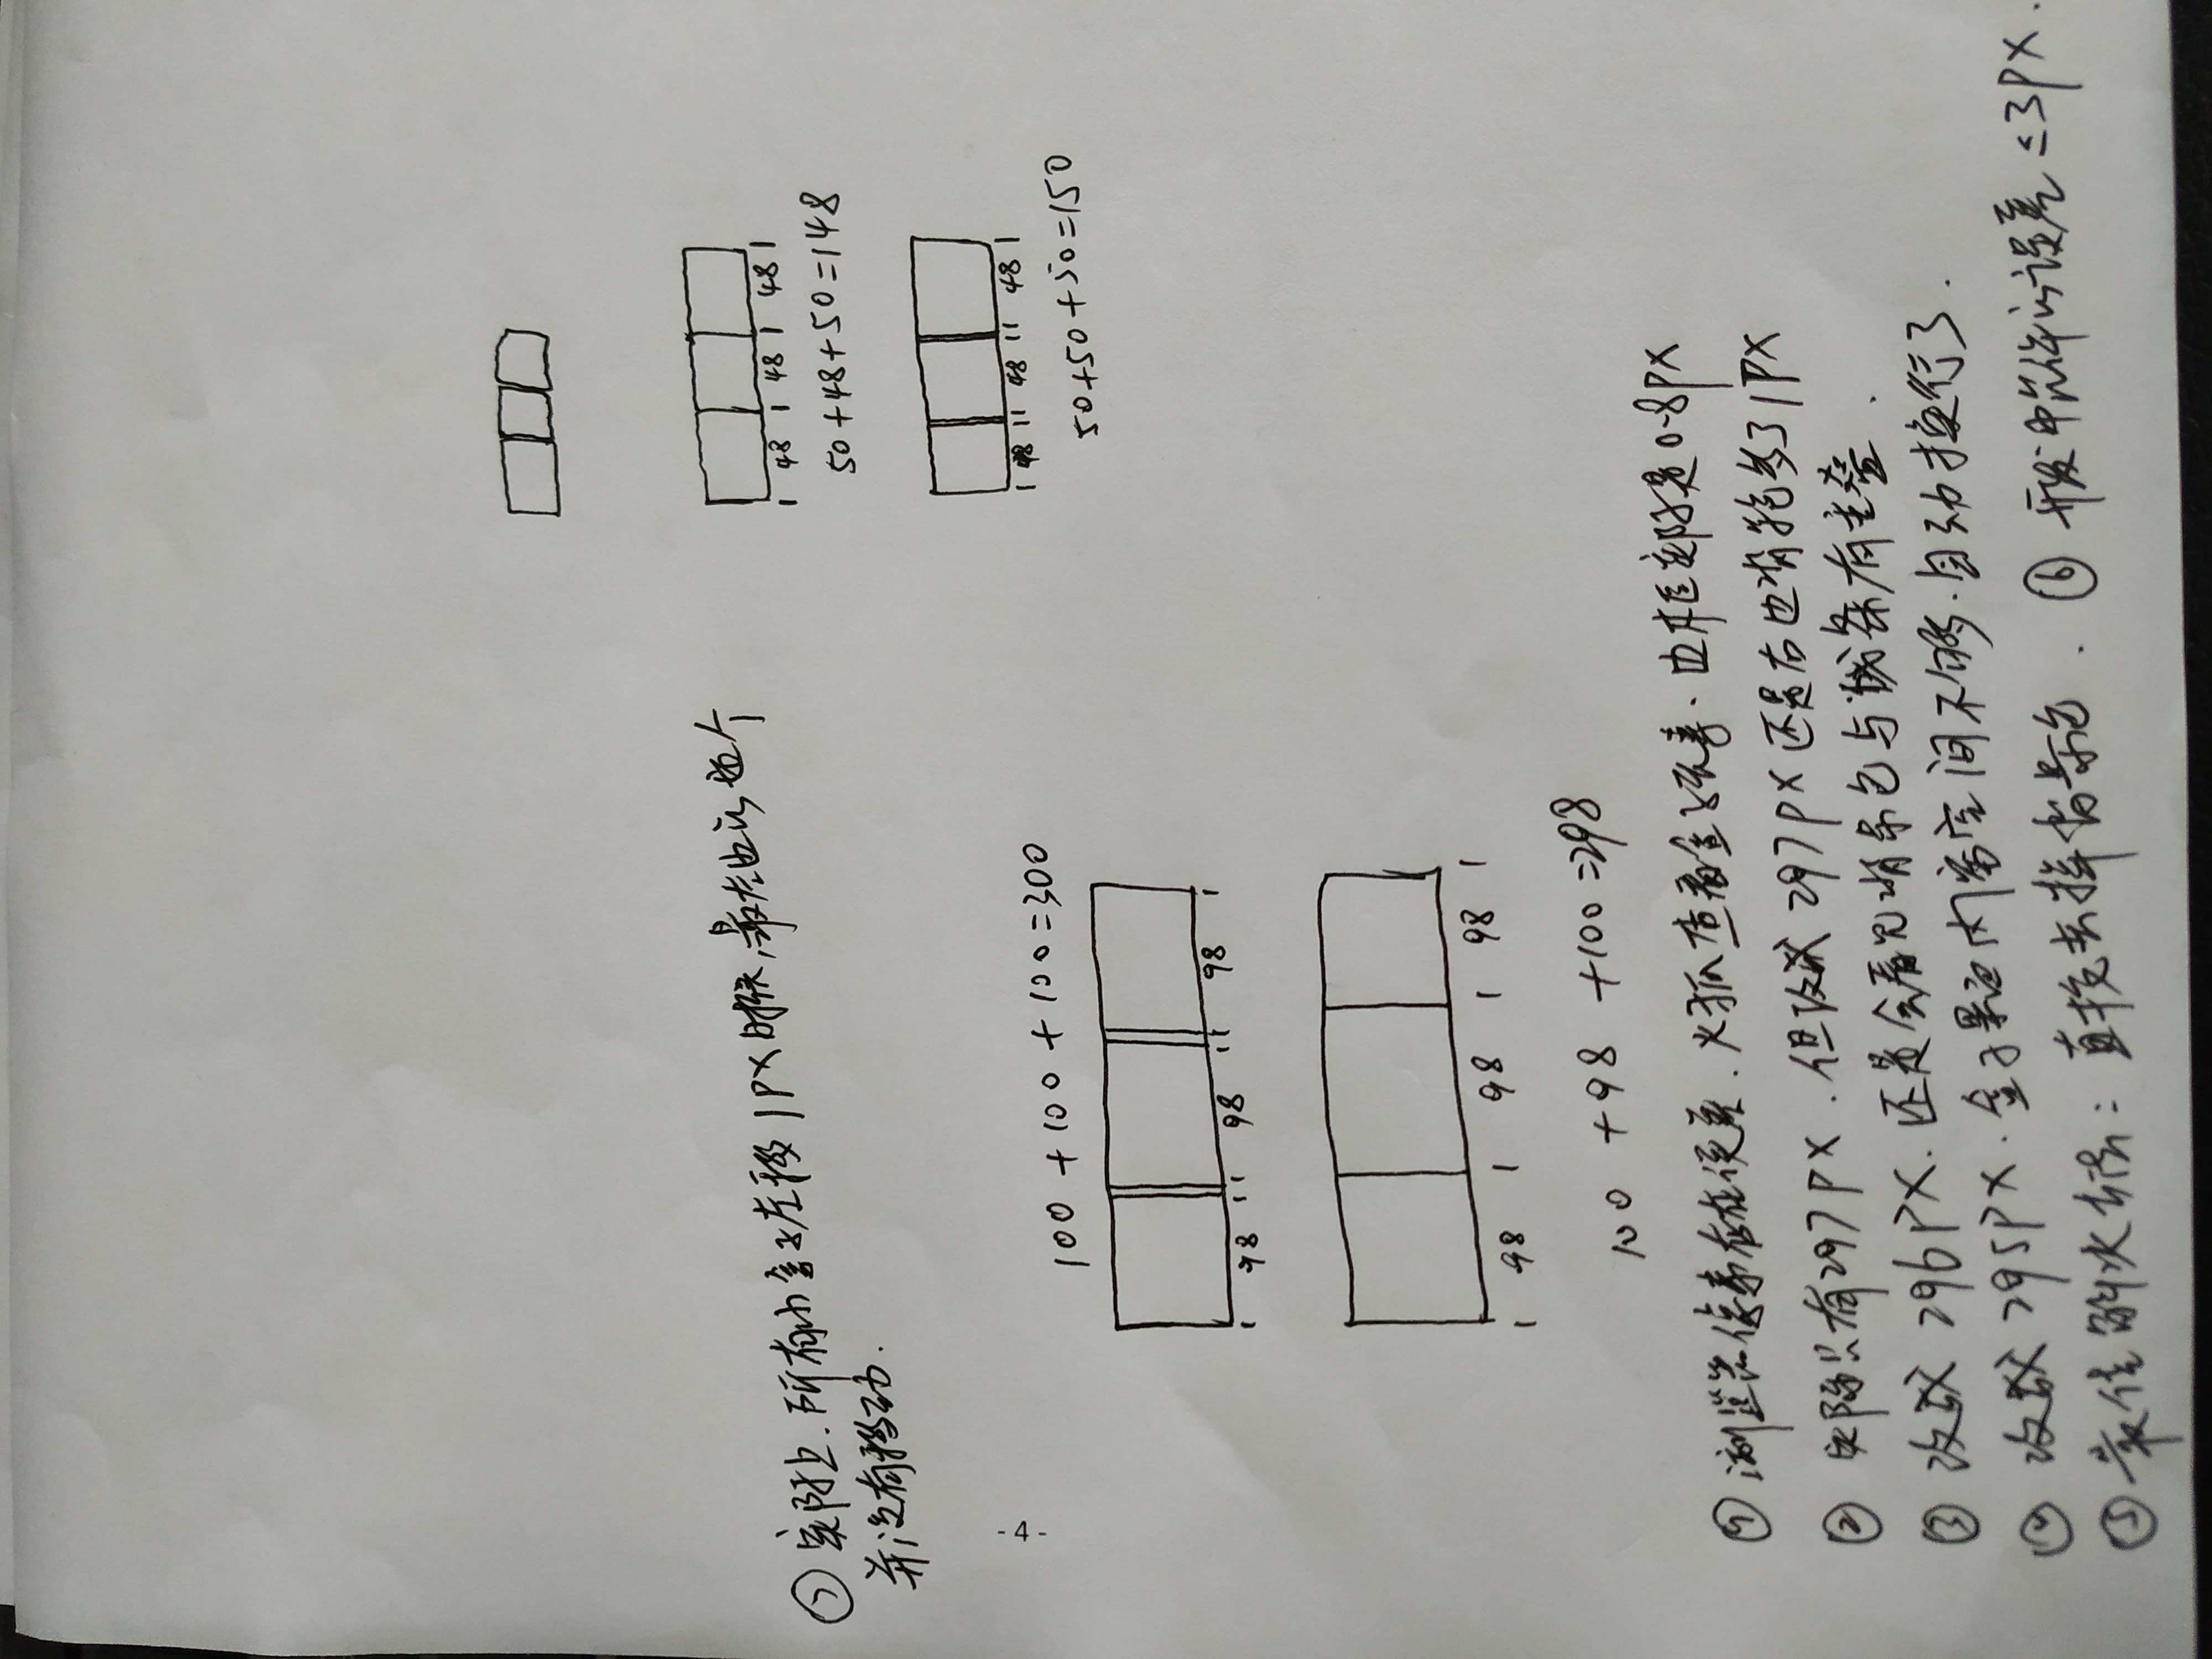 1 48 1 48 1 48 1
50+48+50=148
⑦ 实际上.所有小盒子左移1PX时候,最左边的这个
并没有移动.
1 48 11 48 11 48 1
50+50+50=150
-4-
100+100+100=300
1 98 11 98 11 98 1
1 98 1 98 1 98 1
100+98+100=298
① 浏览器像素存在误差.火狐查看盒子元素.边框实际是0.8PX
② 实际只有297PX.但改成297PX还是右边背景多了1PX
③ 改成296PX.还是会看见背景色与线条有重叠.
④ 改成295PX.盒子里边内容空间不够.自动换行了.
⑤ 最佳解决方法:直接去掉背景色. ⑥ 开发中允许的误差≤3PX.